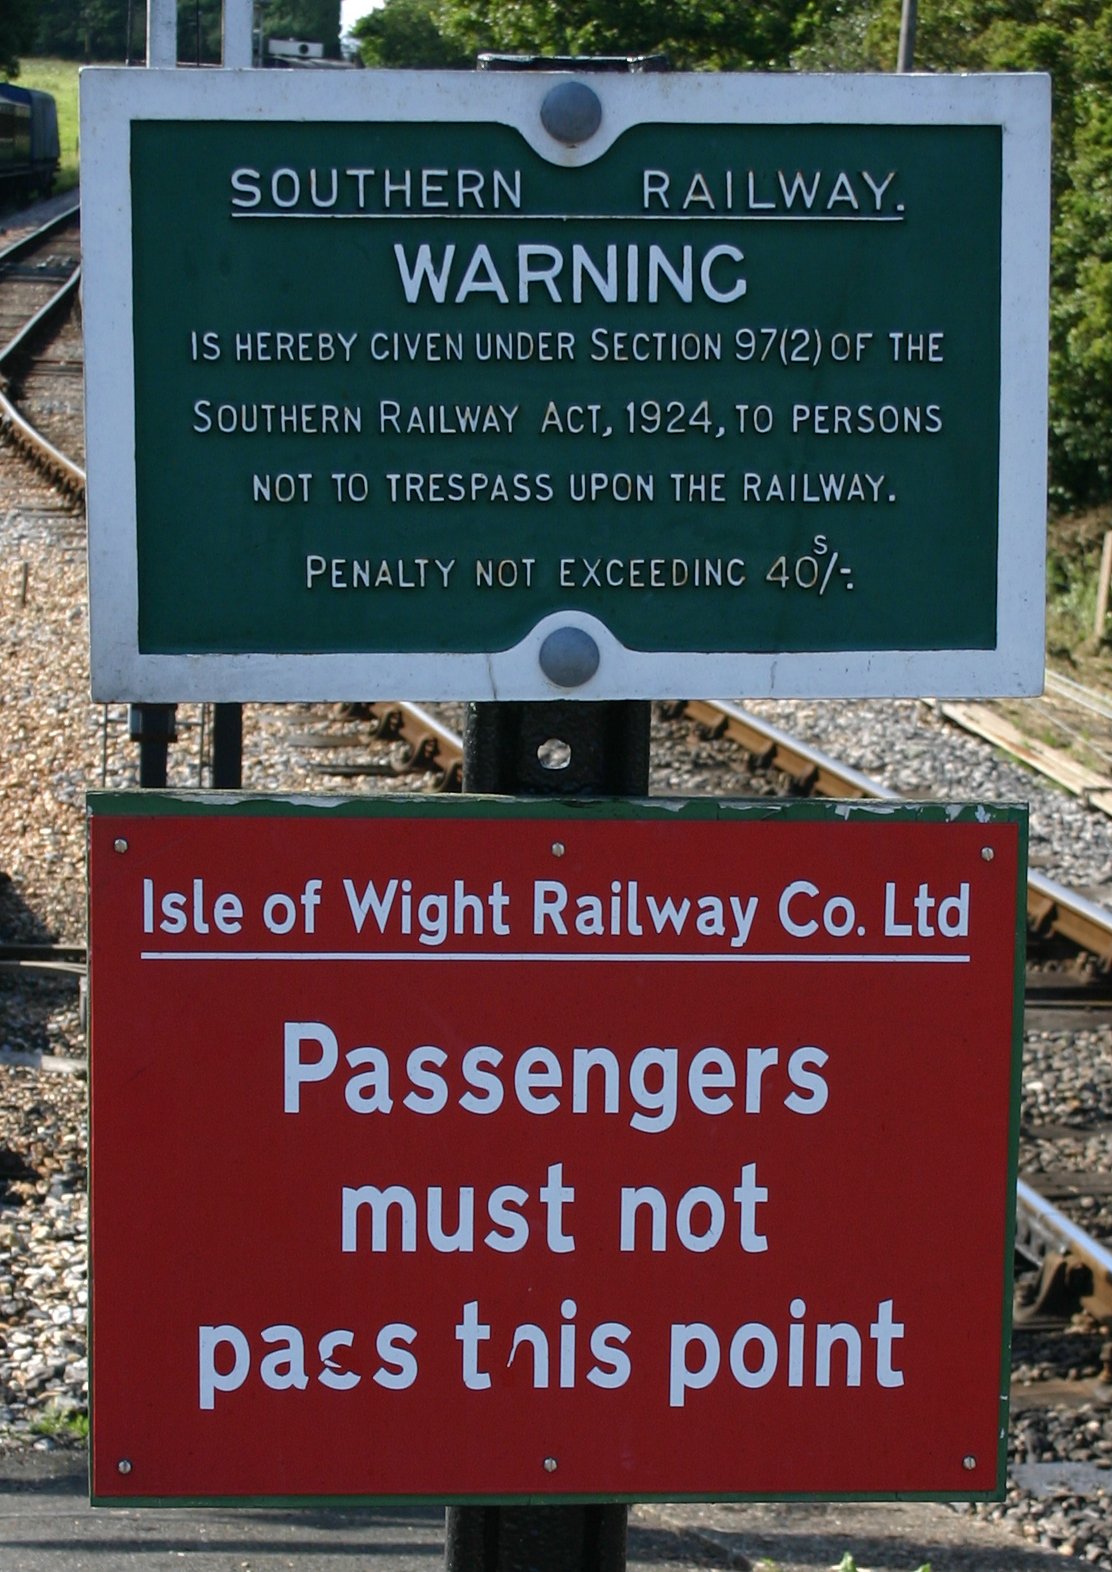 SOUTHERN RAILWAY.
WARNING
IS HEREBY GIVEN UNDER SECTION 97(2) OF THE
SOUTHERN RAILWAY ACT, 1924, TO PERSONS
NOT TO TRESPASS UPON THE RAILWAY.
PENALTY NOT EXCEEDING 40S/-.
Isle of Wight Railway Co. Ltd
Passengers
must not
pass this point